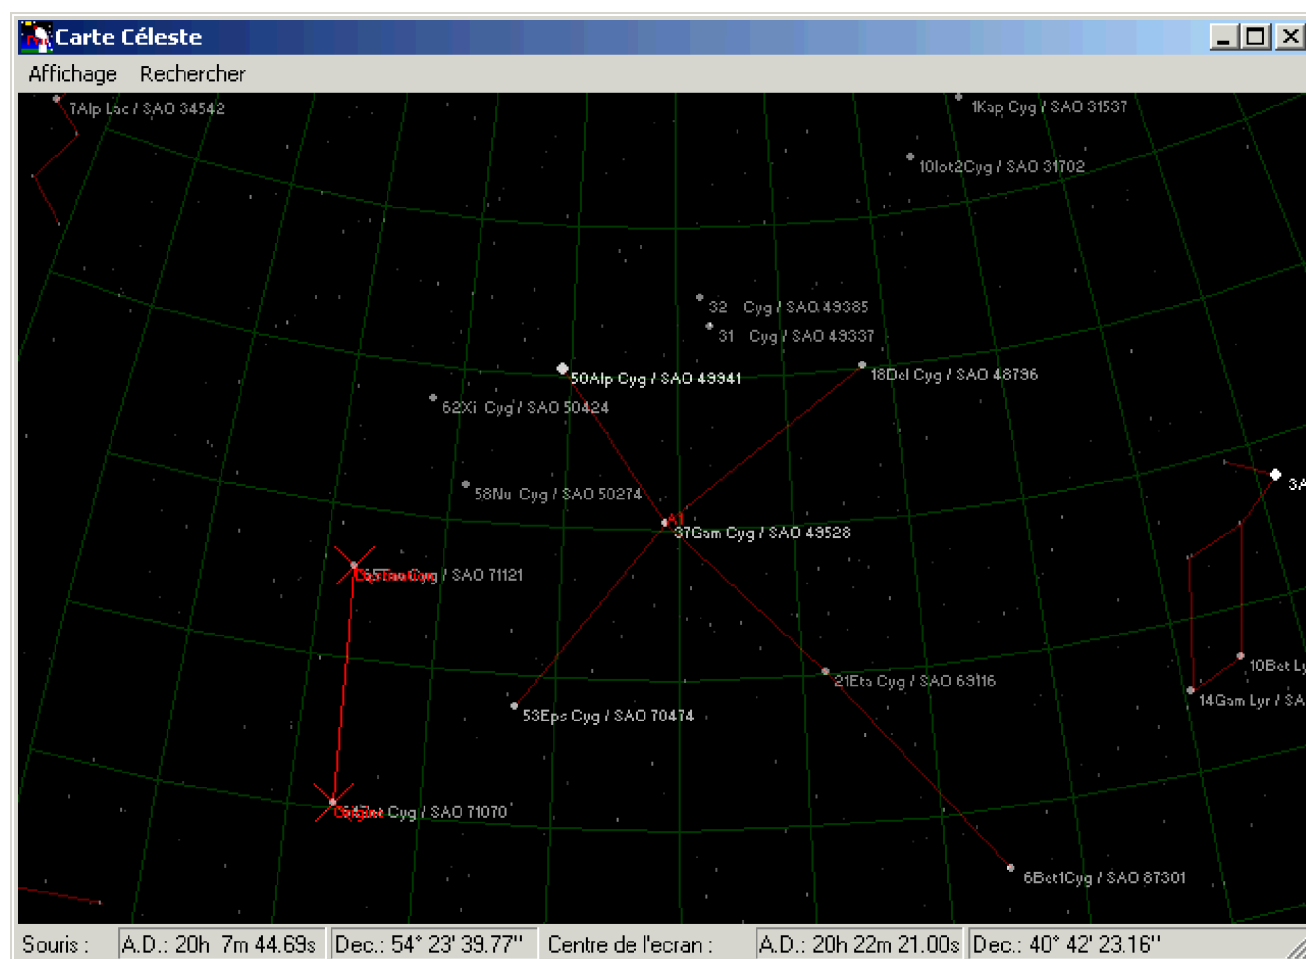 Carte Céleste
Affichage Rechercher
7Alp Lac / SAO 34542
1Kap Cyg / SAO 31537
10Iot2Cyg / SAO 31702
32 Cyg / SAO 49385
31 Cyg / SAO 49337
50Alp Cyg / SAO 49941
18Del Cyg / SAO 48796
62Xi Cyg / SAO 50424
58Nu Cyg / SAO 50274
3A
A1
37Gam Cyg / SAO 49528
Cyg / SAO 71121
10Bet Ly
21Eta Cyg / SAO 69116
14Gam Lyr / SA
53Eps Cyg / SAO 70474
Cyg / SAO 71070
6Bet1Cyg / SAO 87301
Souris : A.D.: 20h 7m 44.69s Dec.: 54° 23' 39.77'' Centre de l'ecran : A.D.: 20h 22m 21.00s Dec.: 40° 42' 23.16''